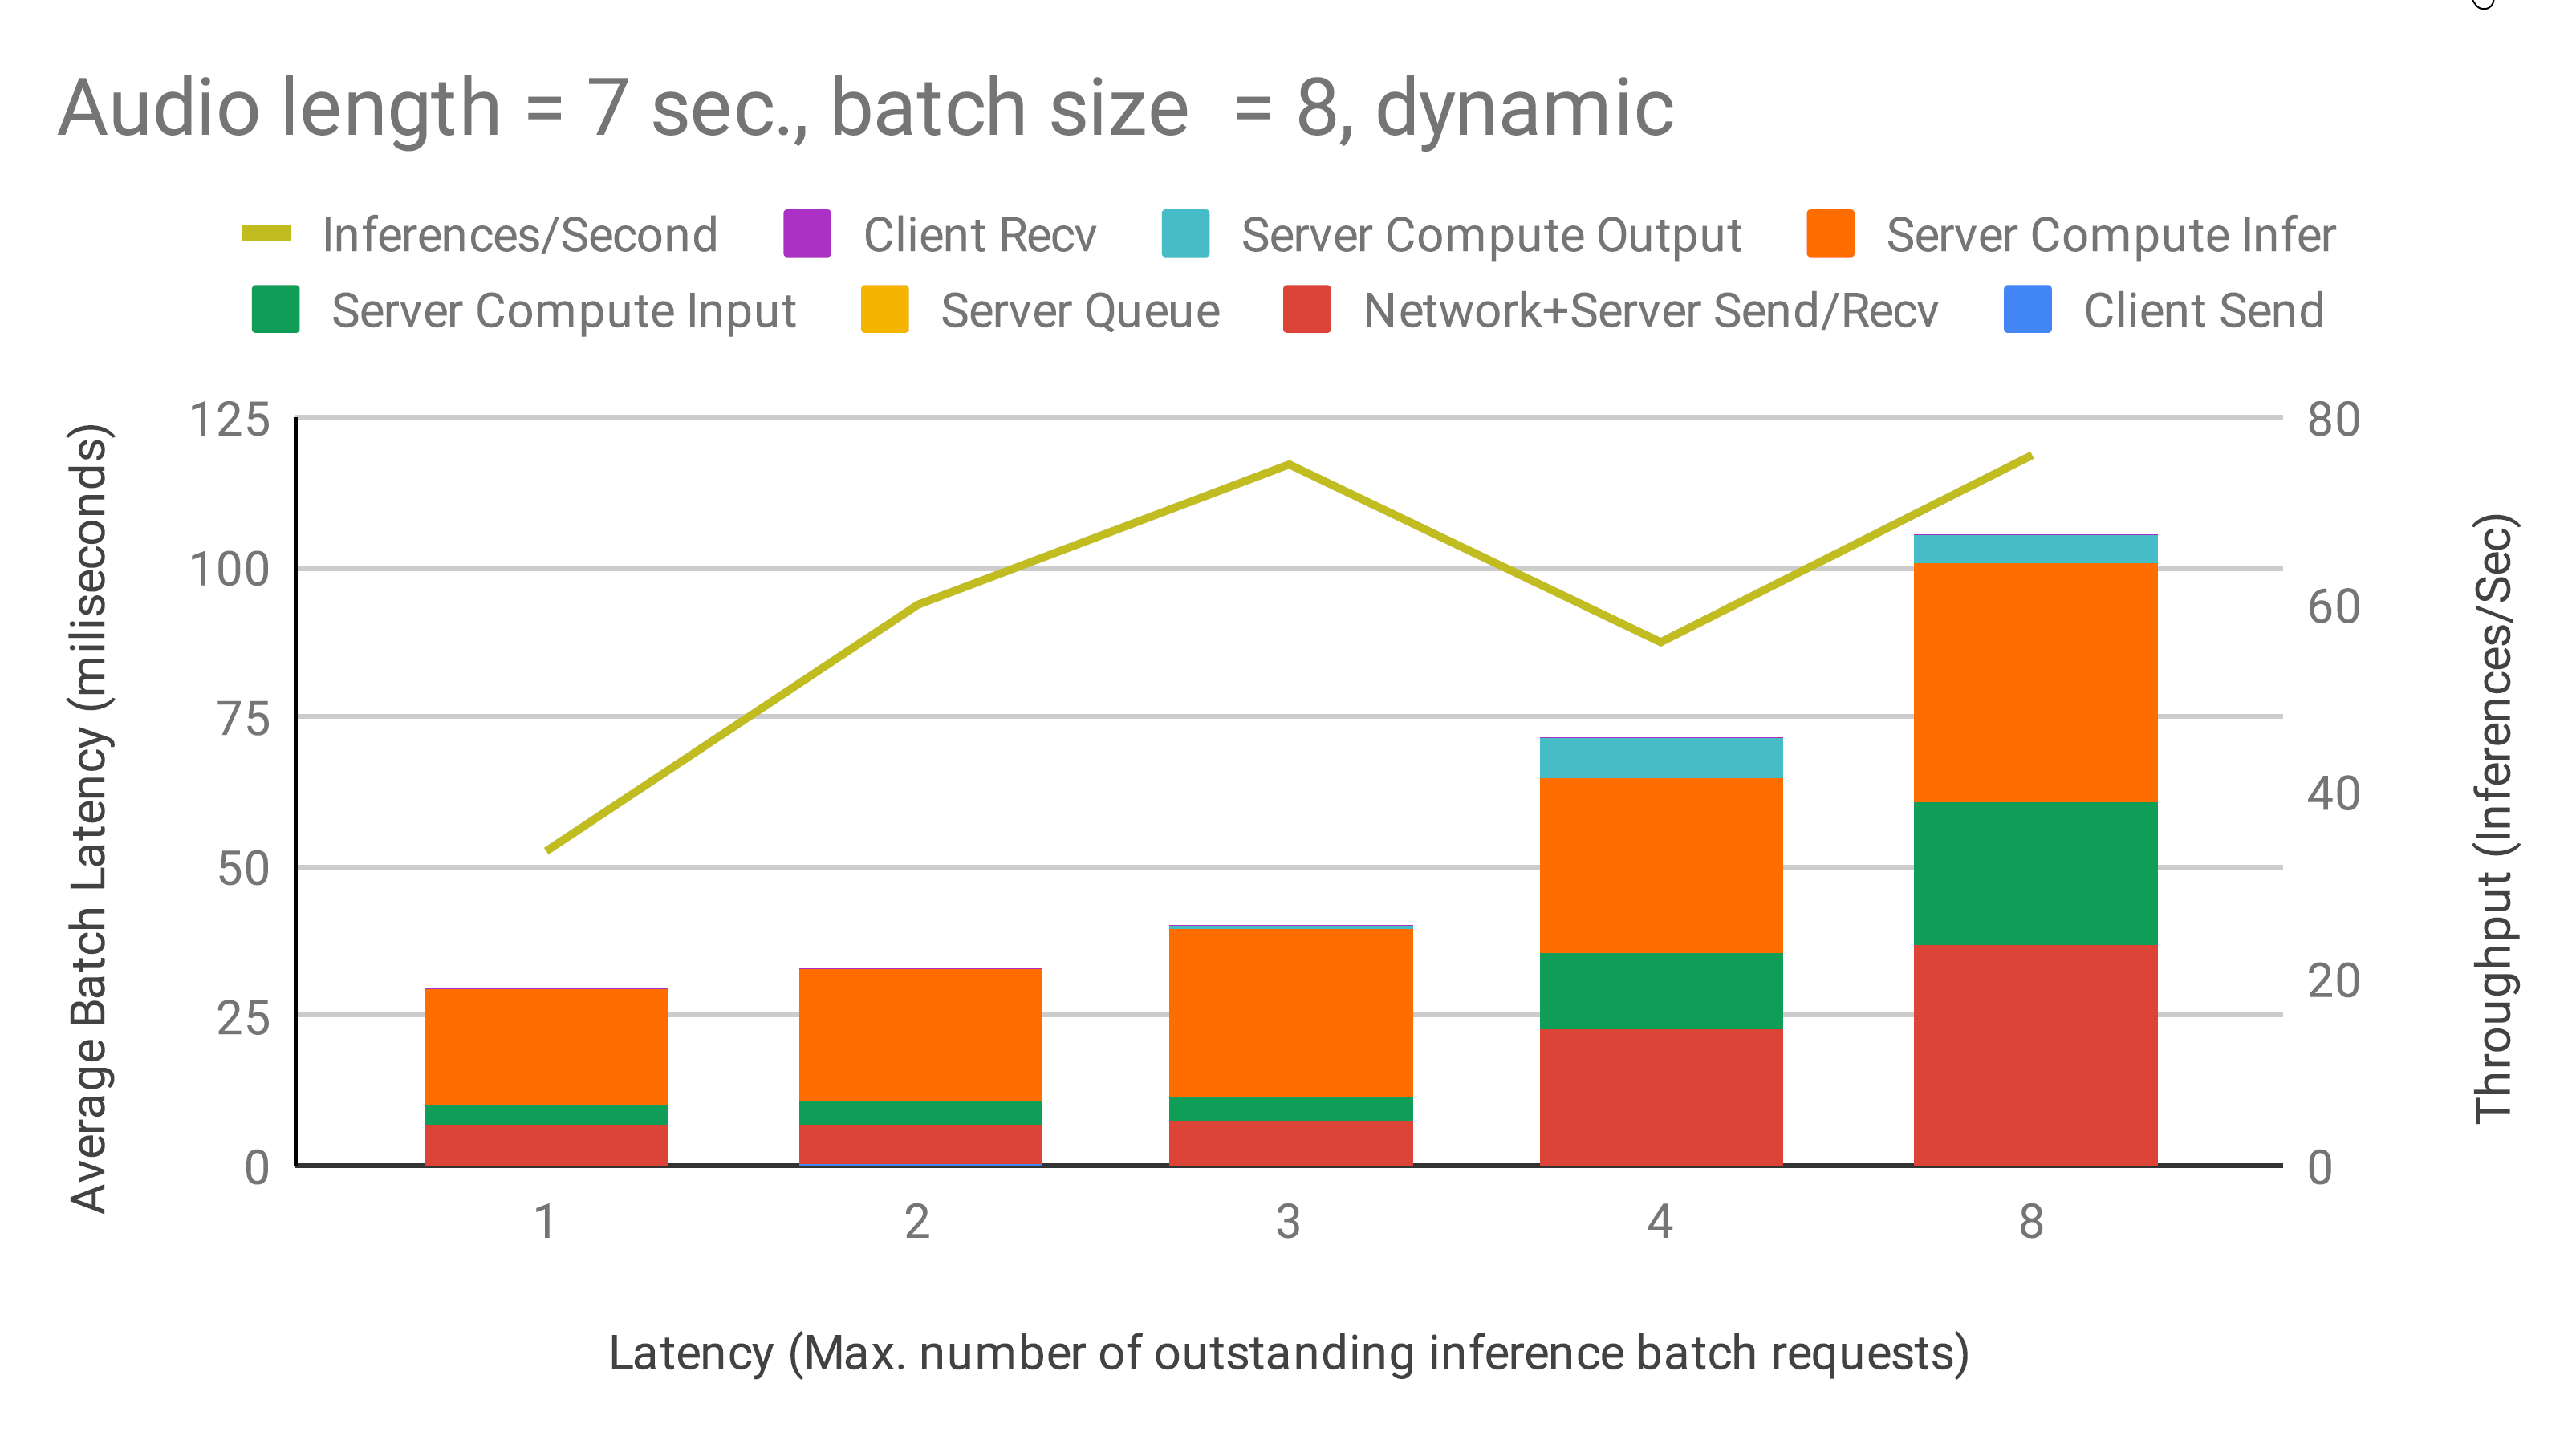 Audio length = 7 sec., batch size  = 8, dynamic
Inferences/Second Client Recv Server Compute Output Server Compute Infer
Server Compute Input Server Queue Network+Server Send/Recv Client Send
Average Batch Latency (miliseconds)
125
100
75
50
25
0
80
60
40
20
0
Throughput (Inferences/Sec)
1 2 3 4 8
Latency (Max. number of outstanding inference batch requests)